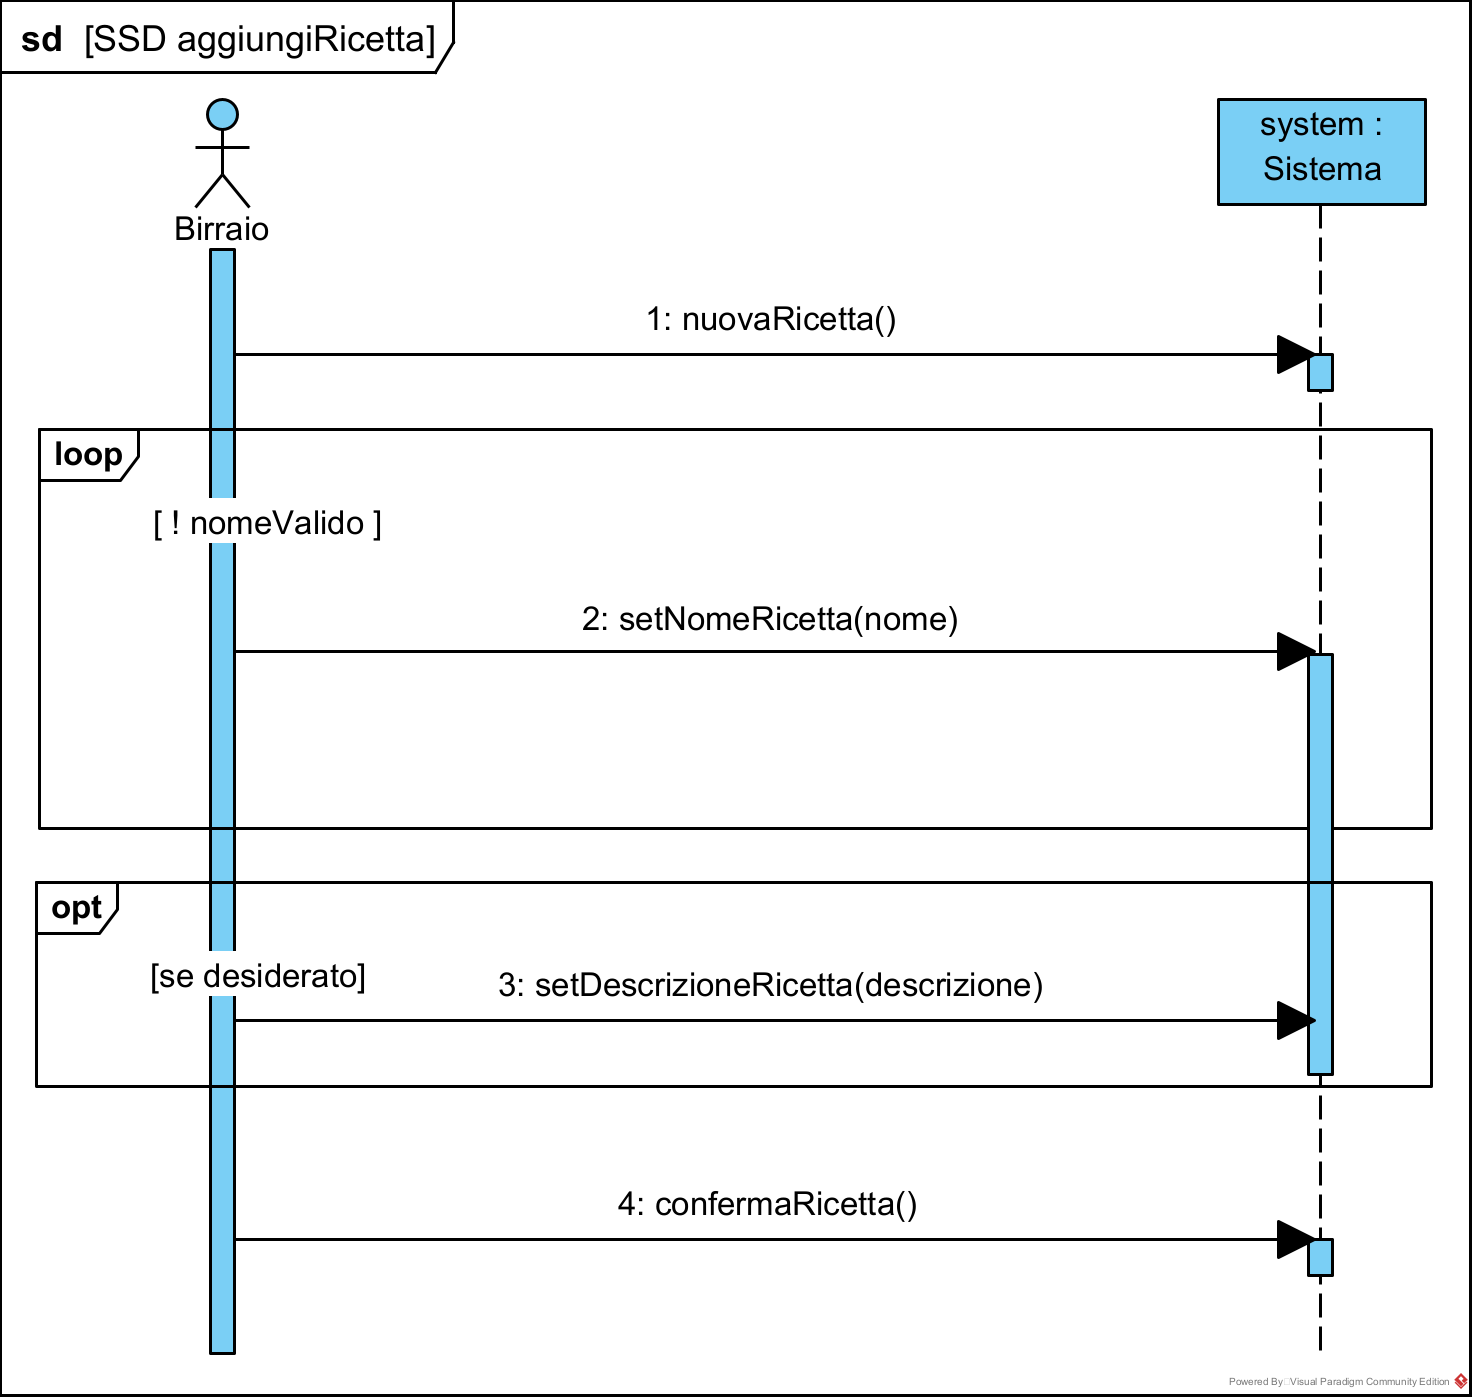 sd [SSD aggiungiRicetta]
system :
Sistema
Birraio
1: nuovaRicetta()
loop
[ ! nomeValido ]
2: setNomeRicetta(nome)
opt
[se desiderato]
3: setDescrizioneRicetta(descrizione)
4: confermaRicetta()
Powered By Visual Paradigm Community Edition